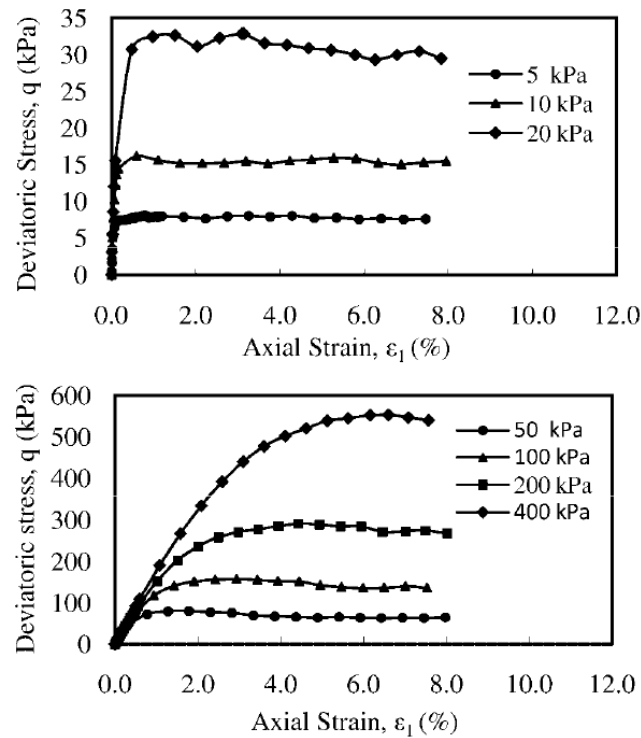 Deviatoric Stress, q (kPa)
35
30
25
20
15
10
5
0
5 kPa
10 kPa
20 kPa
0.0 2.0 4.0 6.0 8.0 10.0 12.0
Axial Strain, ε1 (%)
Deviatoric stress, q (kPa)
600
500
400
300
200
100
0
50 kPa
100 kPa
200 kPa
400 kPa
0.0 2.0 4.0 6.0 8.0 10.0 12.0
Axial Strain, ε1 (%)